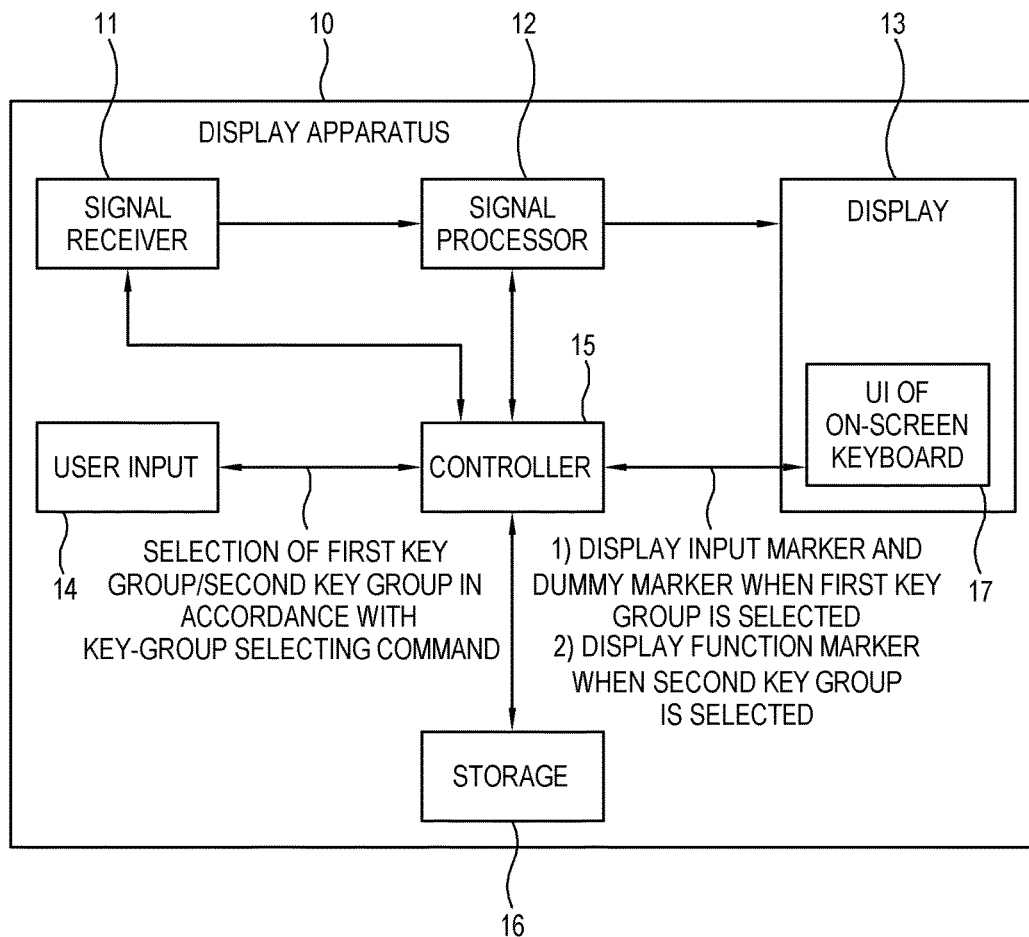 11
10
12
13
DISPLAY APPARATUS
SIGNAL
RECEIVER
SIGNAL
PROCESSOR
DISPLAY
15
UI OF
ON-SCREEN
KEYBOARD
USER INPUT
CONTROLLER
14
SELECTION OF FIRST KEY
GROUP/SECOND KEY GROUP IN
ACCORDANCE WITH
KEY-GROUP SELECTING COMMAND
1) DISPLAY INPUT MARKER AND
DUMMY MARKER WHEN FIRST KEY
GROUP IS SELECTED
2) DISPLAY FUNCTION MARKER
WHEN SECOND KEY GROUP
IS SELECTED
17
STORAGE
16